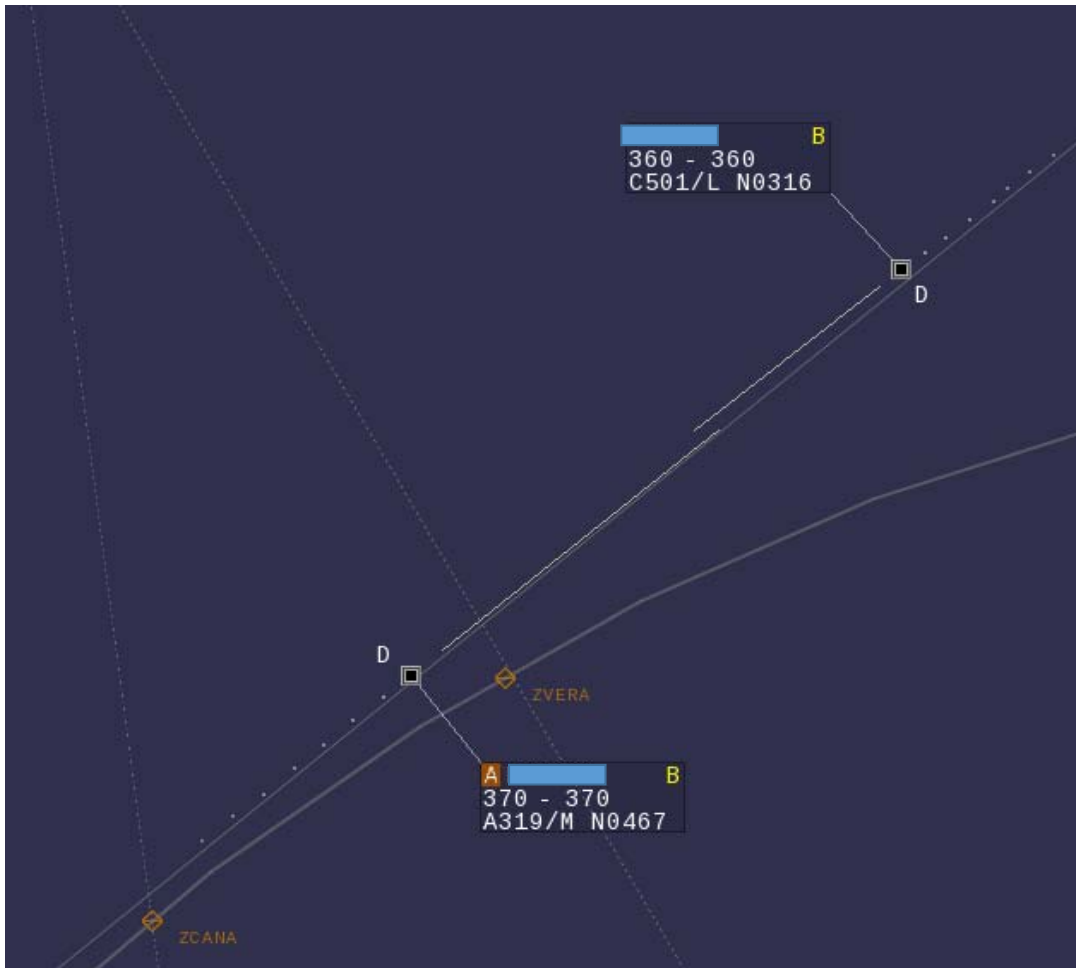 B
360 - 360
C501/L N0316
D
D
ZVERA
A B
370 - 370
A319/M N0467
ZCANA